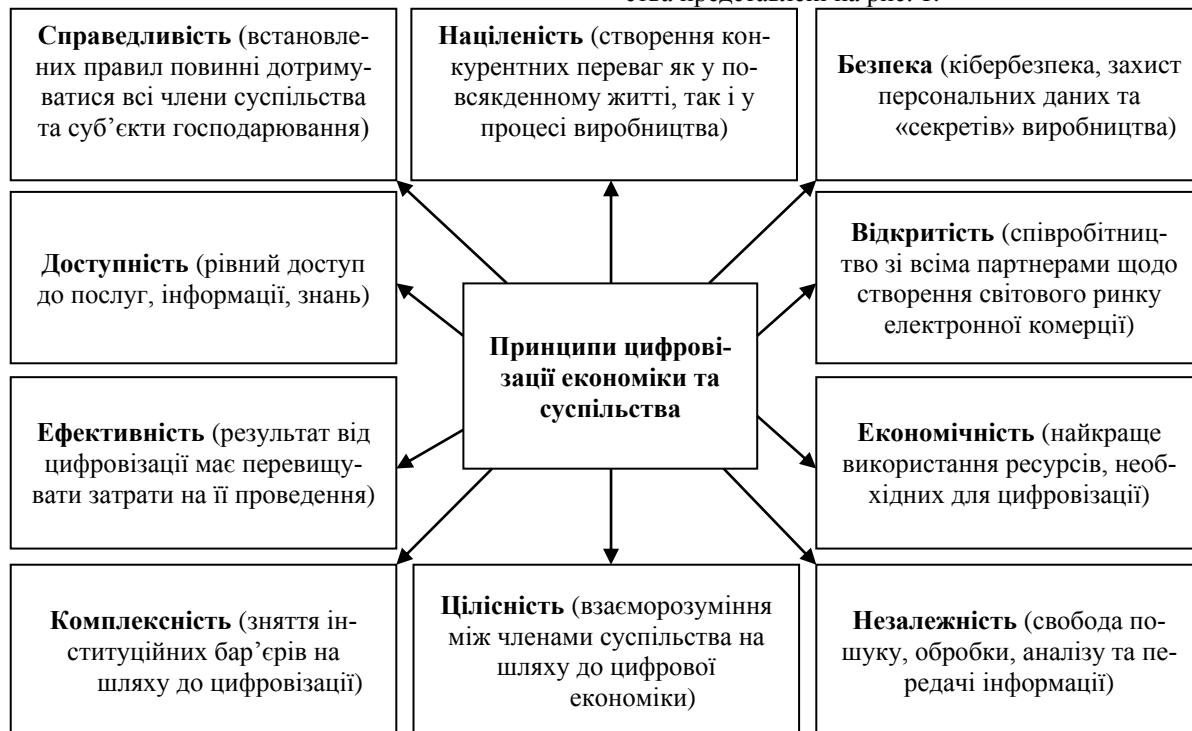 ства представлені на рис. 1.
Справедливість (встановле-
них правил повинні дотриму-
ватися всі члени суспільства
та суб’єкти господарювання)
Націленість (створення кон-
курентних переваг як у по-
всякденному житті, так і у
процесі виробництва)
Безпека (кібербезпека, захист
персональних даних та
«секретів» виробництва)
Доступність (рівний доступ
до послуг, інформації, знань)
Відкритість (співробітниц-
тво зі всіма партнерами щодо
створення світового ринку
електронної комерції)
Принципи цифрові-
зації економіки та
суспільства
Ефективність (результат від
цифровізації має перевищу-
вати затрати на її проведення)
Економічність (найкраще
використання ресурсів, необ-
хідних для цифровізації)
Комплексність (зняття ін-
ституційних бар’єрів на
шляху до цифровізації)
Цілісність (взаєморозуміння
між членами суспільства на
шляху до цифрової
економіки)
Незалежність (свобода по-
шуку, обробки, аналізу та пе-
редачі інформації)